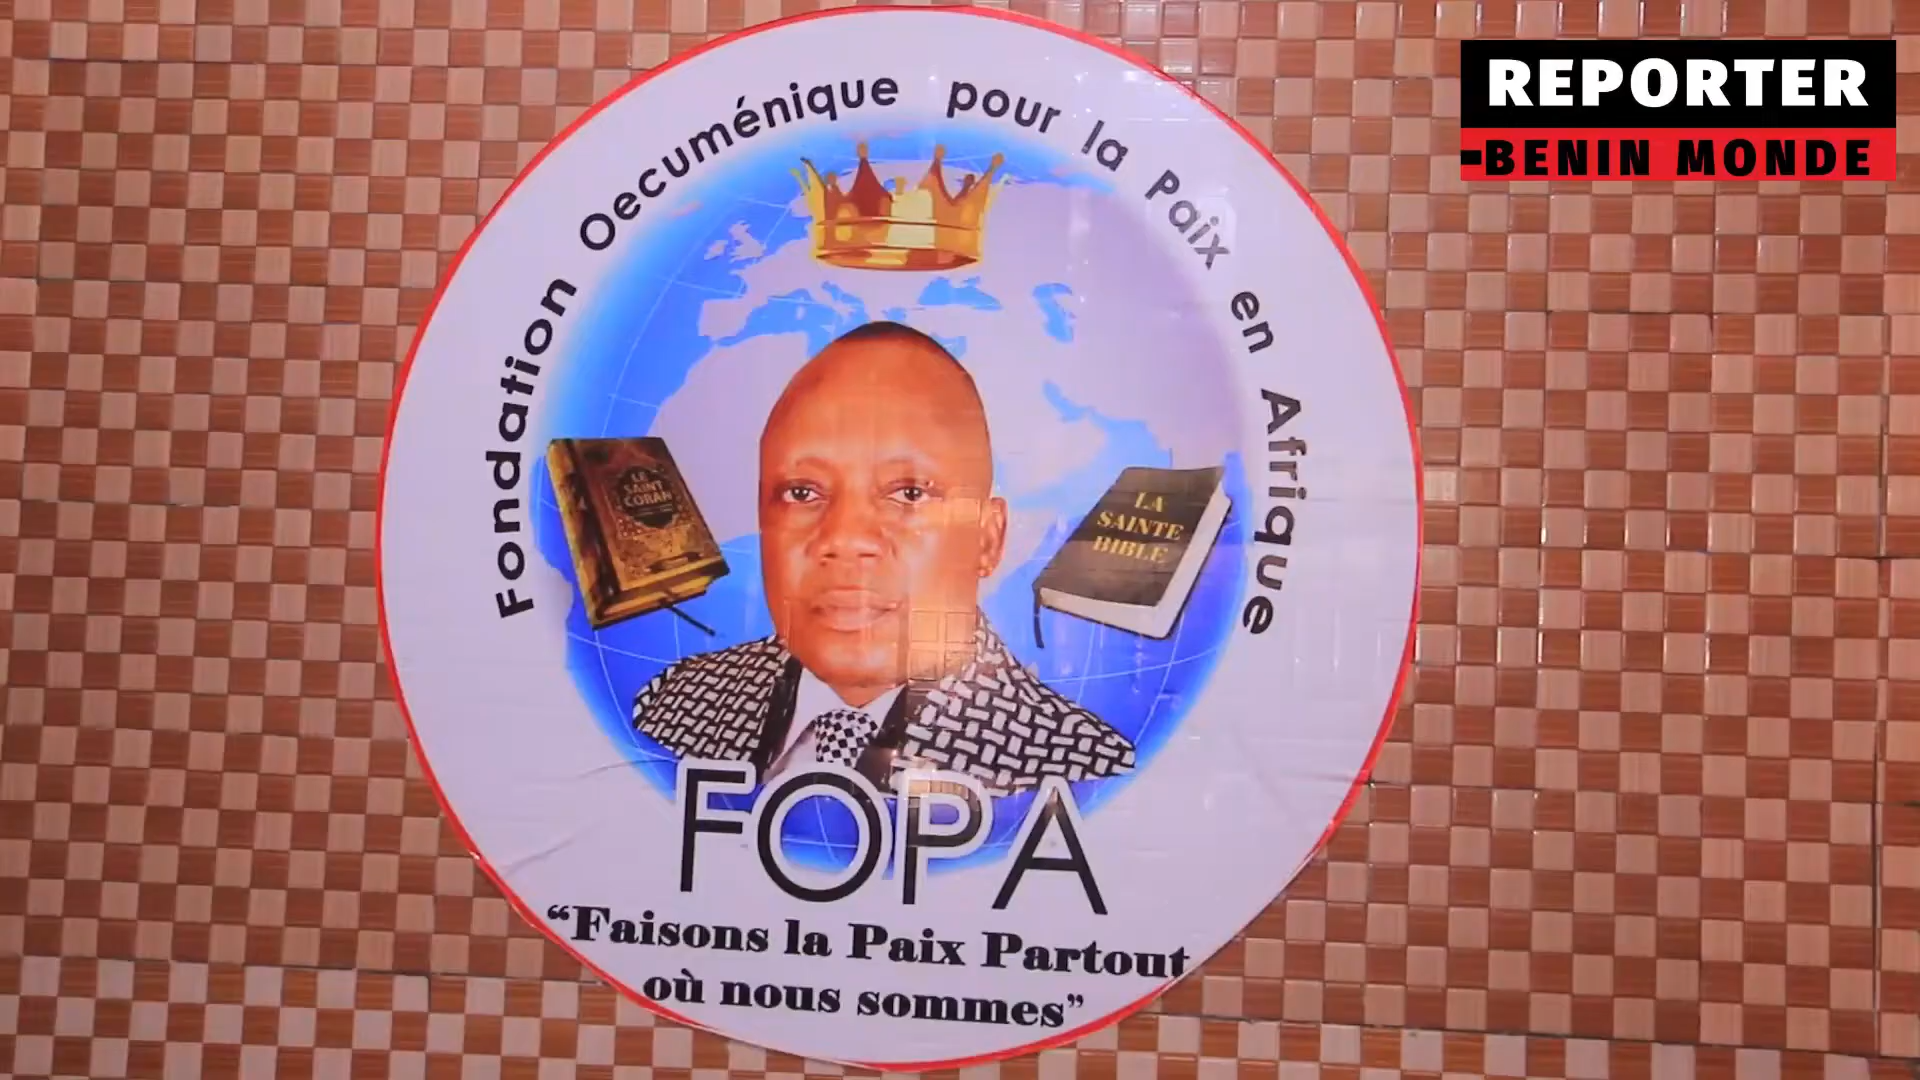 REPORTER
BENIN MONDE
Fondation Oecuménique pour la Paix en Afrique
LE
SAINT
CORAN
LA
SAINTE
BIBLE
FOPA
“Faisons la Paix Partout
où nous sommes”